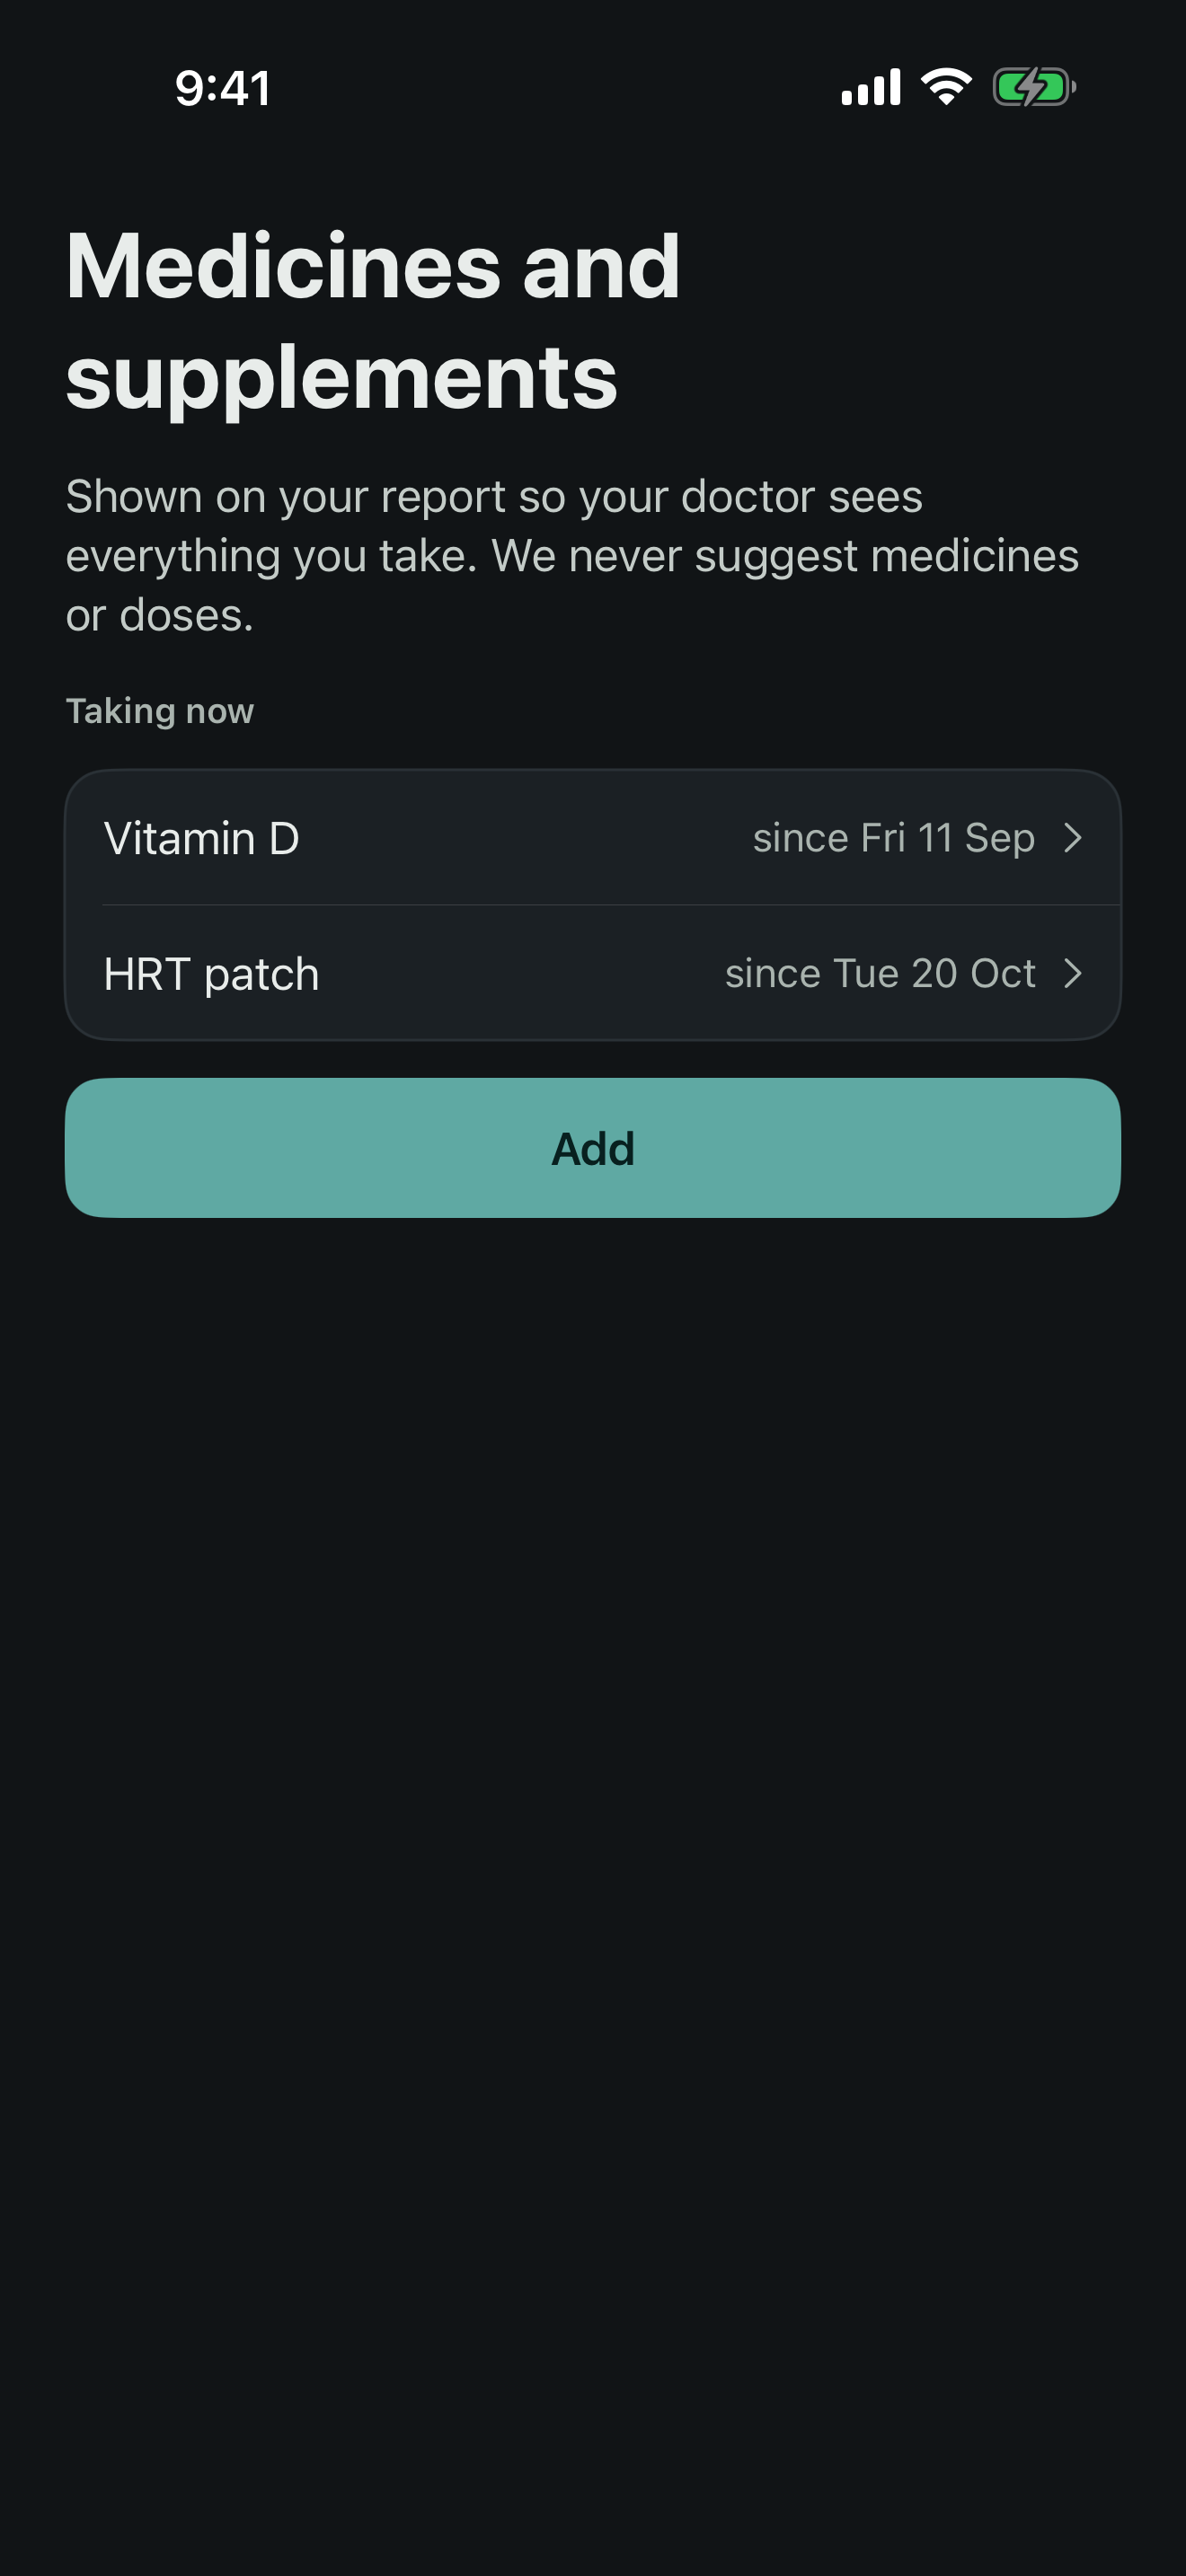 9:41
Medicines and
supplements
Shown on your report so your doctor sees
everything you take. We never suggest medicines
or doses.
Taking now
Vitamin D since Fri 11 Sep
HRT patch since Tue 20 Oct
Add